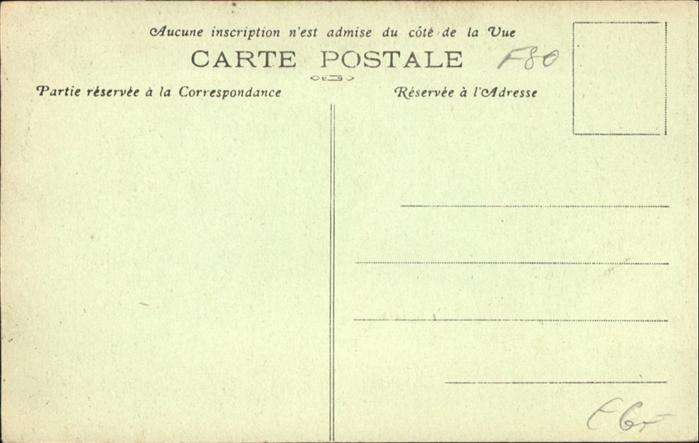 Aucune inscription n'est admise du côté de la Vue
CARTE POSTALE
F80
Partie réservée à la Correspondance
Réservée à l'Adresse